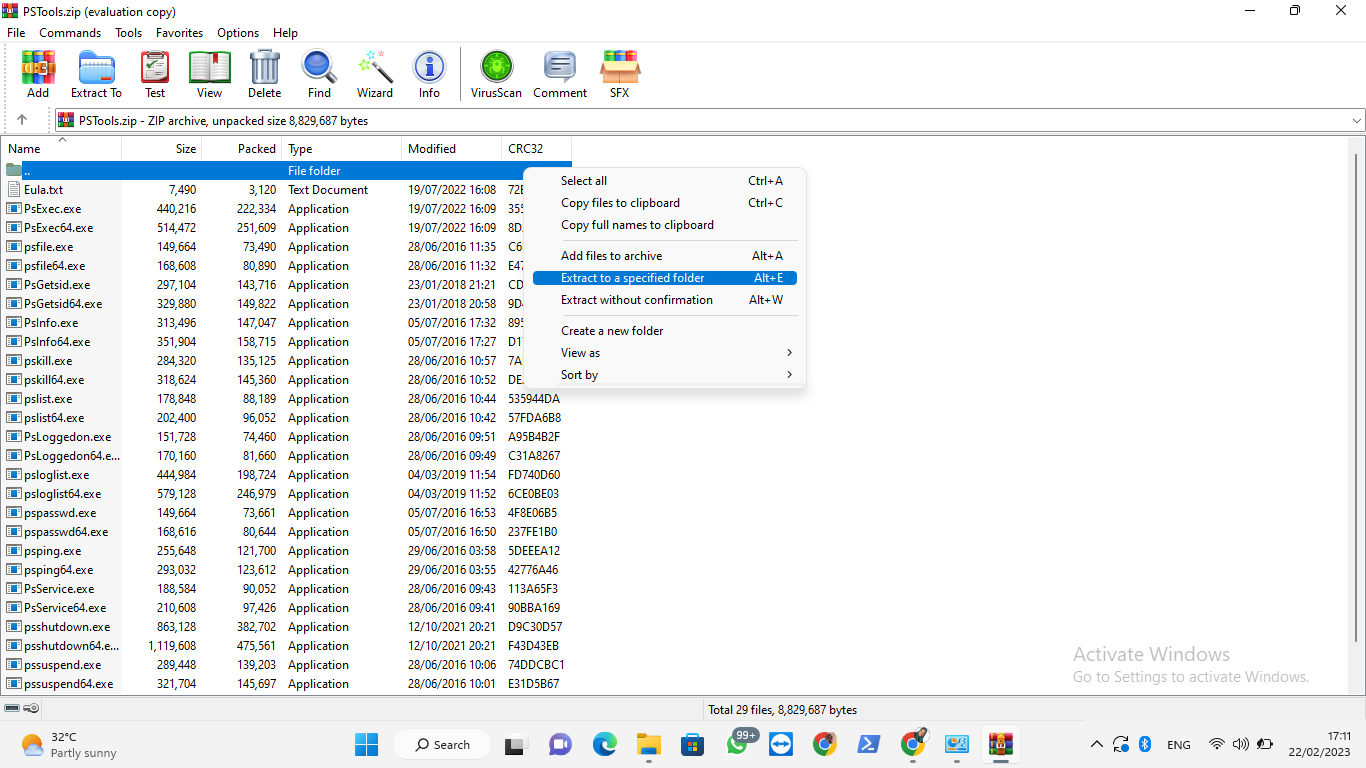 PSTools.zip (evaluation copy)
File Commands Tools Favorites Options Help
Add Extract To Test View Delete Find Wizard Info VirusScan Comment SFX
PSTools.zip - ZIP archive, unpacked size 8,829,687 bytes
Name Size Packed Type Modified CRC32
.. File folder
Eula.txt 7,490 3,120 Text Document 19/07/2022 16:08
PsExec.exe 440,216 222,334 Application 19/07/2022 16:09
PsExec64.exe 514,472 251,609 Application 19/07/2022 16:09
psfile.exe 149,664 73,490 Application 28/06/2016 11:35
psfile64.exe 168,608 80,890 Application 28/06/2016 11:32
PsGetsid.exe 297,104 143,716 Application 23/01/2018 21:21
PsGetsid64.exe 329,880 149,822 Application 23/01/2018 20:58
PsInfo.exe 313,496 147,047 Application 05/07/2016 17:32
PsInfo64.exe 351,904 158,715 Application 05/07/2016 17:27
pskill.exe 284,320 135,125 Application 28/06/2016 10:57
pskill64.exe 318,624 145,360 Application 28/06/2016 10:52
pslist.exe 178,848 88,189 Application 28/06/2016 10:44 535944DA
pslist64.exe 202,400 96,052 Application 28/06/2016 10:42 57FDA6B8
PsLoggedon.exe 151,728 74,460 Application 28/06/2016 09:51 A95B4B2F
PsLoggedon64.e... 170,160 81,660 Application 28/06/2016 09:49 C31A8267
psloglist.exe 444,984 198,724 Application 04/03/2019 11:54 FD740D60
psloglist64.exe 579,128 246,979 Application 04/03/2019 11:52 6CE0BE03
pspasswd.exe 149,664 73,661 Application 05/07/2016 16:53 4F8E06B5
pspasswd64.exe 168,616 80,644 Application 05/07/2016 16:50 237FE1B0
psping.exe 255,648 121,700 Application 29/06/2016 03:58 5DEEEA12
psping64.exe 293,032 123,612 Application 29/06/2016 03:55 42776A46
PsService.exe 188,584 90,052 Application 28/06/2016 09:43 113A65F3
PsService64.exe 210,608 97,426 Application 28/06/2016 09:41 90BBA169
psshutdown.exe 863,128 382,702 Application 12/10/2021 20:21 D9C30D57
psshutdown64.e... 1,119,608 475,561 Application 12/10/2021 20:21 F43D43EB
pssuspend.exe 289,448 139,203 Application 28/06/2016 10:06 74DDCBC1
pssuspend64.exe 321,704 145,697 Application 28/06/2016 10:01 E31D5B67
Select all Ctrl+A
Copy files to clipboard Ctrl+C
Copy full names to clipboard
Add files to archive Alt+A
Extract to a specified folder Alt+E
Extract without confirmation Alt+W
Create a new folder
View as
Sort by
Activate Windows
Go to Settings to activate Windows.
Total 29 files, 8,829,687 bytes
32°C
Partly sunny
Search
99+
ENG
17:11
22/02/2023